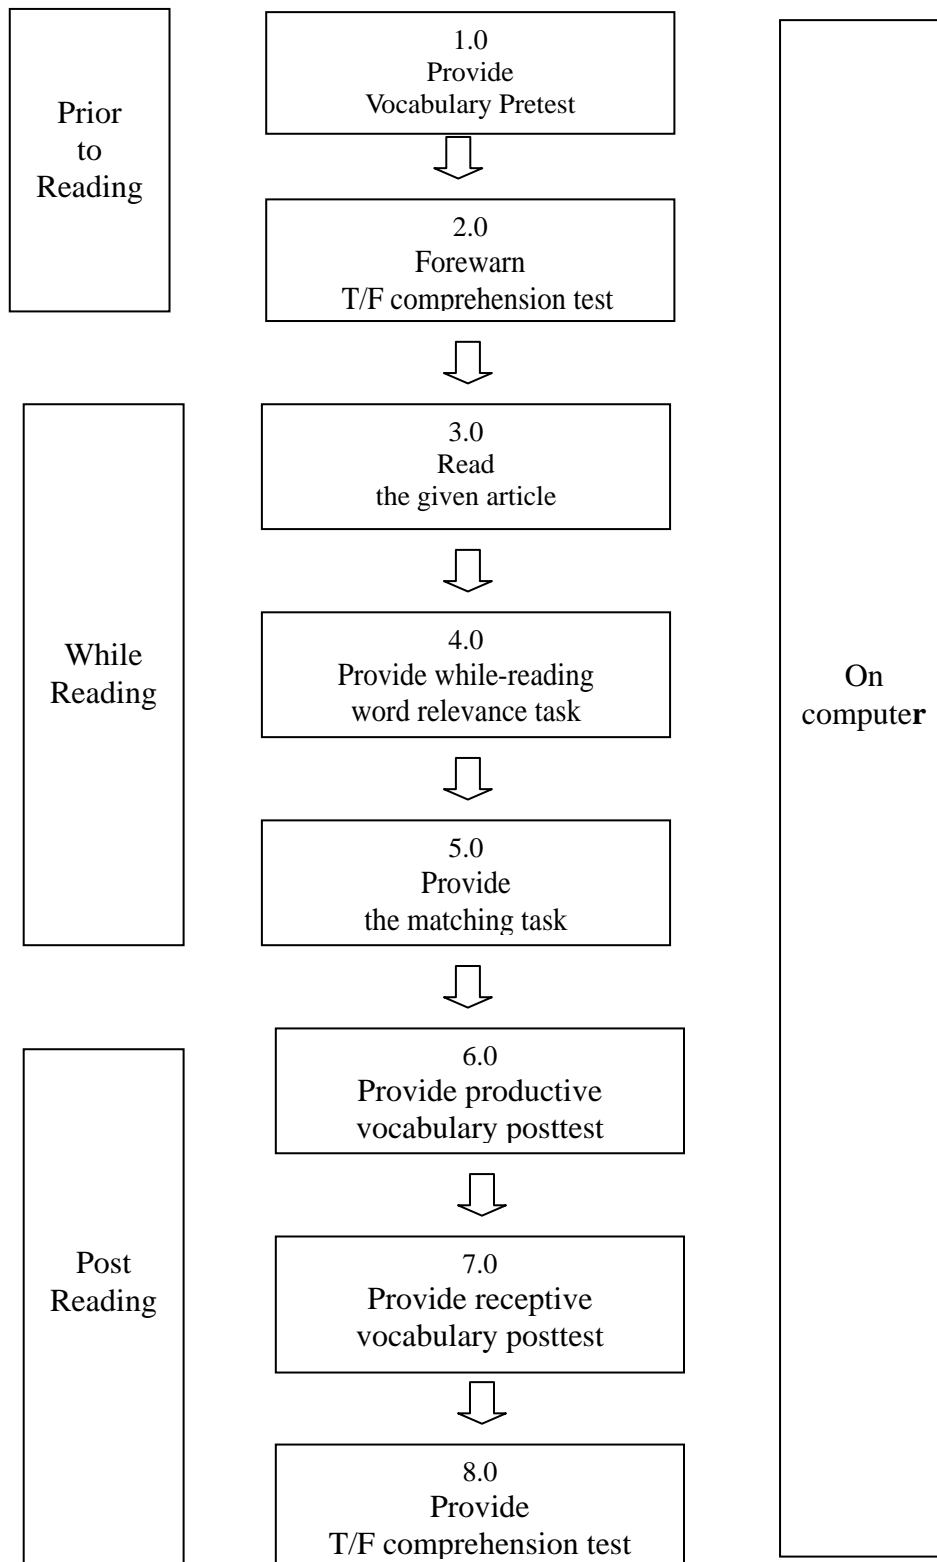 Prior
to
Reading
1.0
Provide
Vocabulary Pretest
2.0
Forewarn
T/F comprehension test
While
Reading
3.0
Read
the given article
4.0
Provide while-reading
word relevance task
5.0
Provide
the matching task
Post
Reading
6.0
Provide productive
vocabulary posttest
7.0
Provide receptive
vocabulary posttest
8.0
Provide
T/F comprehension test
On
computer